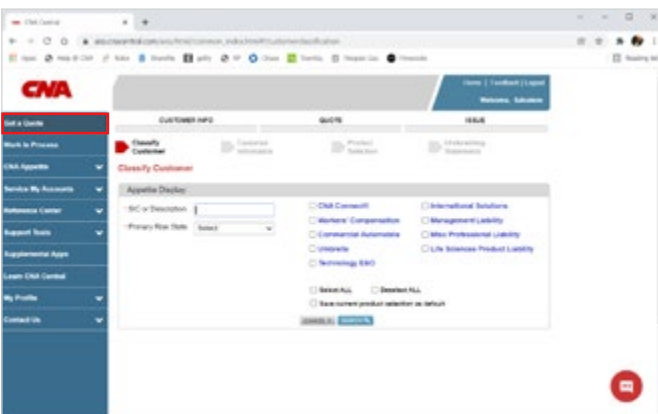 CNA Central
CNA
Home | Feedback | Logout
Welcome, Salvatore
Get a Quote
Work In Process
CNA Appetite
Service My Accounts
Reference Center
Support Tools
Supplemental Apps
Learn CNA Central
My Profile
Contact Us
CUSTOMER INFO
QUOTE
ISSUE
Classify Customer
Customer Information
Product Selection
Underwriting Statements
Classify Customer
Appetite Display
SIC or Description
Primary Risk State
Select
CNA Connect®
Workers' Compensation
Commercial Automobile
Umbrella
Technology E&O
International Solutions
Management Liability
Misc Professional Liability
Life Sciences Product Liability
Select ALL
Deselect ALL
Save current product selection as default
CANCEL
SEARCH